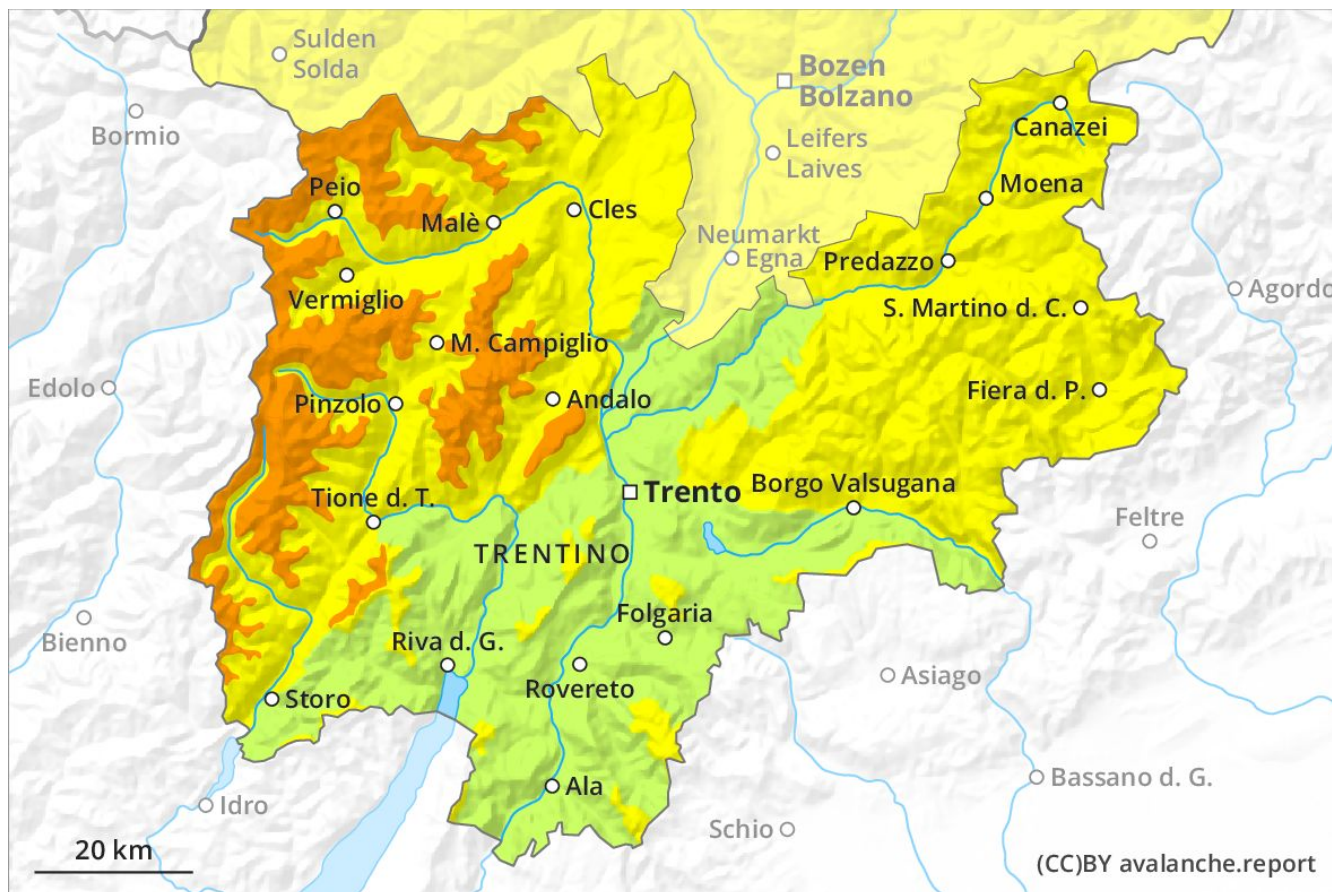 Sulden
Solda
Bozen
Bolzano
Bormio
Canazei
Leifers
Laives
Peio
Moena
Malè
Cles
Neumarkt
Egna
Predazzo
Vermiglio
Agordo
S. Martino d. C.
M. Campiglio
Edolo
Pinzolo
Andalo
Fiera d. P.
Trento
Borgo Valsugana
Tione d. T.
Feltre
TRENTINO
Bienno
Folgaria
Riva d. G.
Asiago
Rovereto
Storo
Bassano d. G.
Ala
Idro
Schio
20 km
(CC)BY avalanche.report